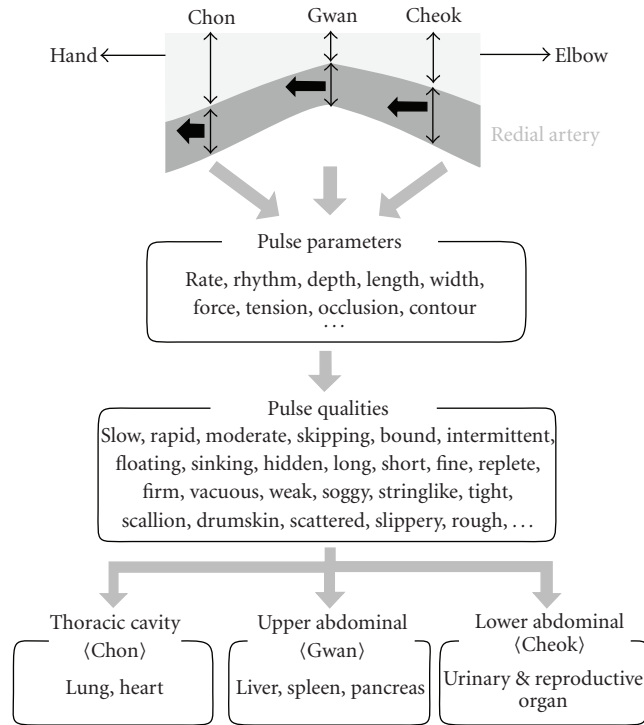 Chon
Gwan
Cheok
Hand
Elbow
Redial artery
Pulse parameters
Rate, rhythm, depth, length, width,
force, tension, occlusion, contour
...
Pulse qualities
Slow, rapid, moderate, skipping, bound, intermittent,
floating, sinking, hidden, long, short, fine, replete,
firm, vacuous, weak, soggy, stringlike, tight,
scallion, drumskin, scattered, slippery, rough, ...
Thoracic cavity
⟨Chon⟩
Lung, heart
Upper abdominal
⟨Gwan⟩
Liver, spleen, pancreas
Lower abdominal
⟨Cheok⟩
Urinary & reproductive
organ